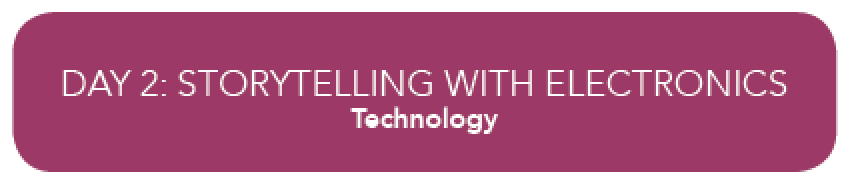 DAY 2: STORYTELLING WITH ELECTRONICS
Technology